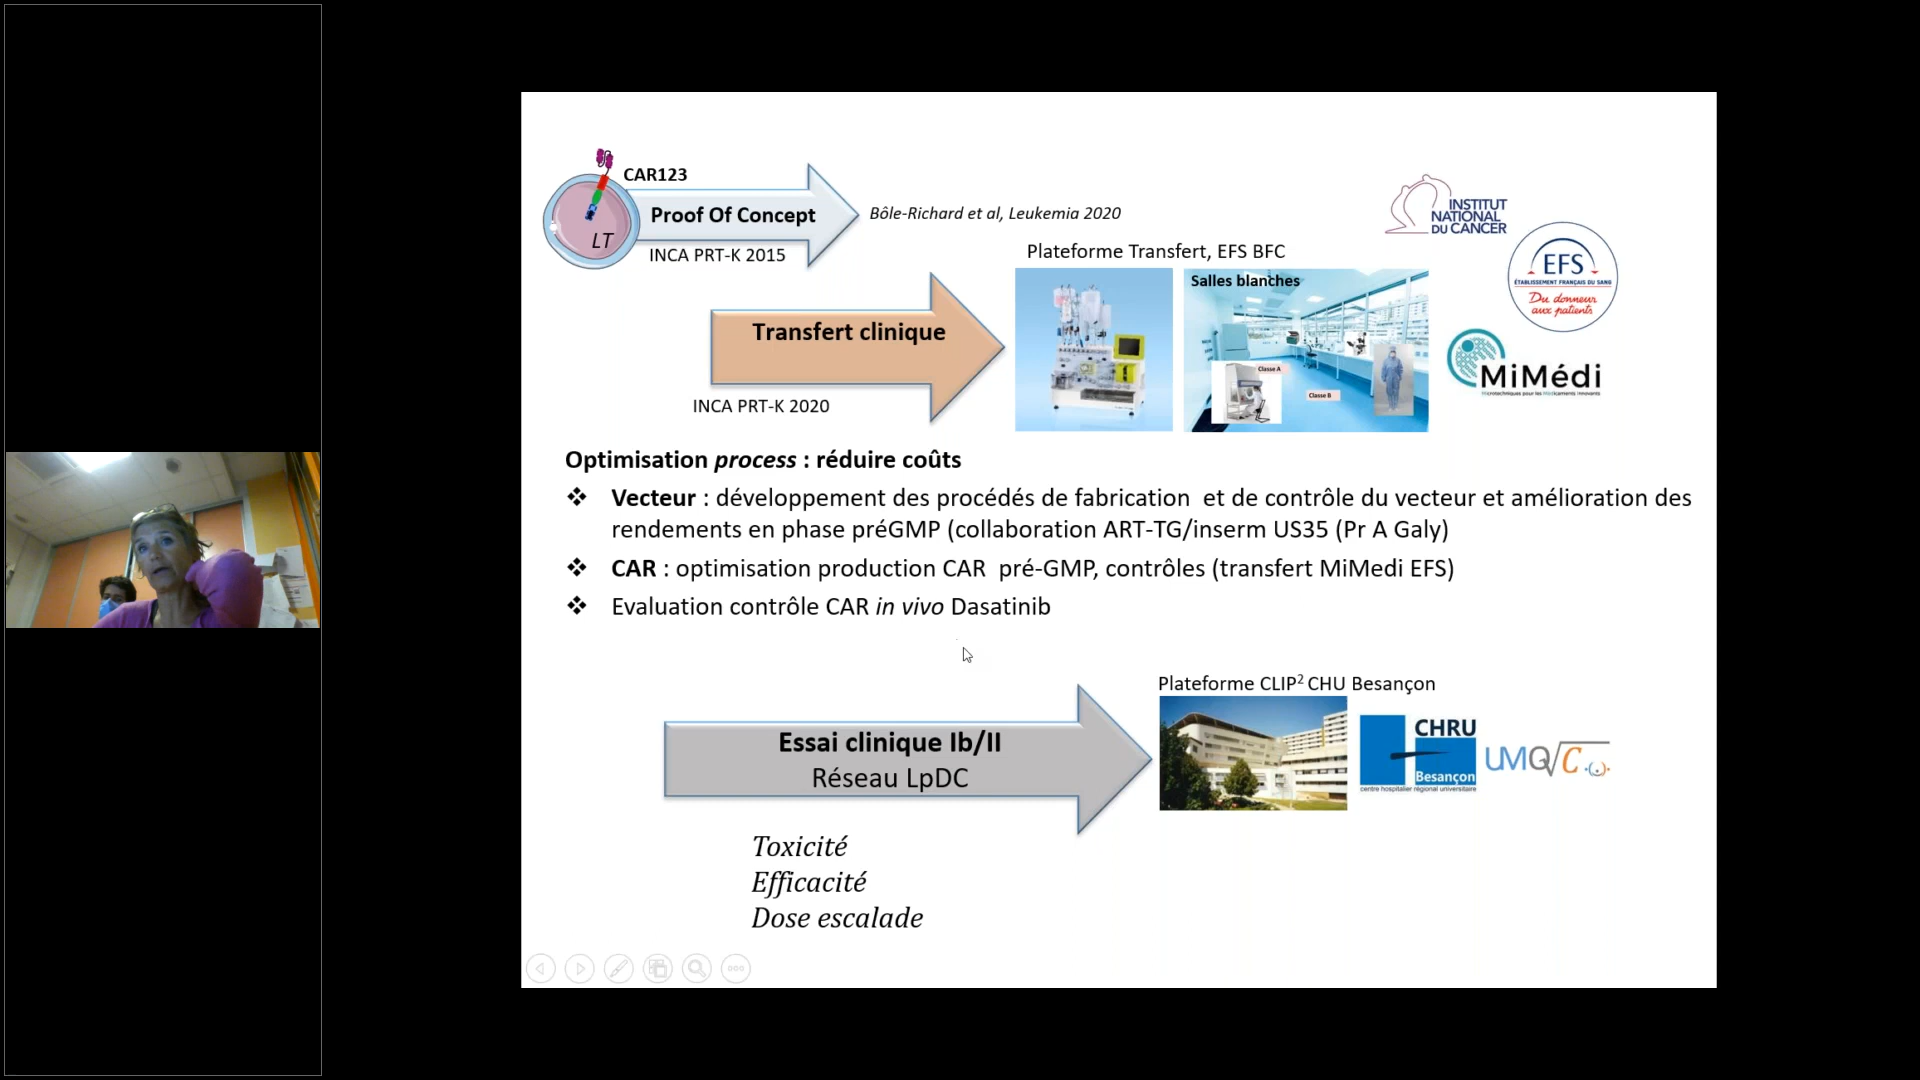 CAR123
Proof Of Concept
LT
INCA PRT-K 2015
Bôle-Richard et al, Leukemia 2020
INSTITUT
NATIONAL
DU CANCER
Plateforme Transfert, EFS BFC
EFS
ÉTABLISSEMENT FRANÇAIS DU SANG
Du donneur
aux patients
Salles blanches
Classe A
Classe B
Transfert clinique
INCA PRT-K 2020
MiMédi
Microtechniques pour les Médicaments Innovants
Optimisation process : réduire coûts
❖ Vecteur : développement des procédés de fabrication et de contrôle du vecteur et amélioration des
rendements en phase préGMP (collaboration ART-TG/inserm US35 (Pr A Galy)
❖ CAR : optimisation production CAR pré-GMP, contrôles (transfert MiMedi EFS)
❖ Evaluation contrôle CAR in vivo Dasatinib
Plateforme CLIP² CHU Besançon
Essai clinique Ib/II
Réseau LpDC
CHRU
Besançon
centre hospitalier régional universitaire
UMQVC
Toxicité
Efficacité
Dose escalade